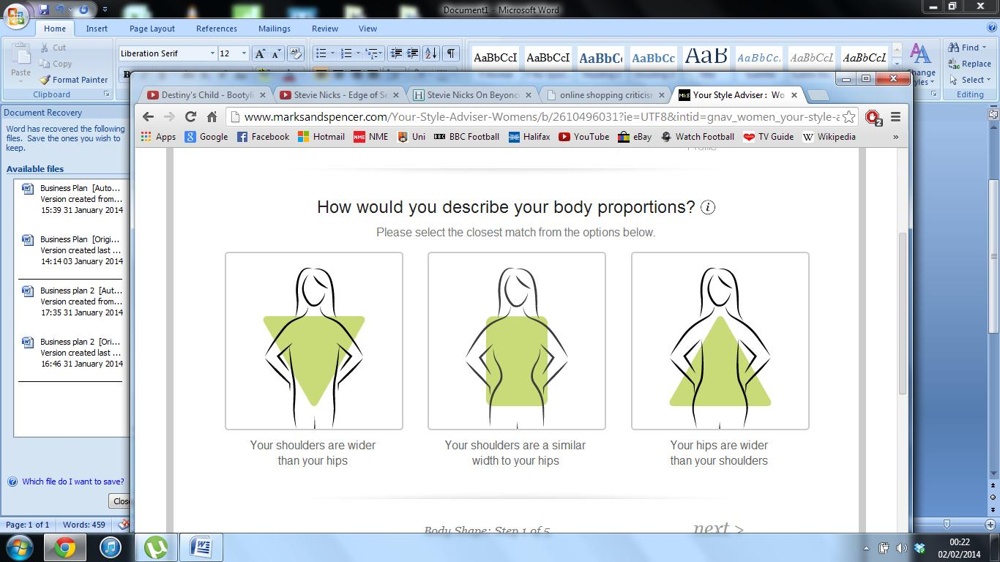 Document1 - Microsoft Word
Home Insert Page Layout References Mailings Review View
Paste
Cut
Copy
Format Painter
Clipboard
Liberation Serif 12
AaBbCcI AaBbCcI AaBbC AaBbCc AaB AaBbCcI AaBbCcI AaBbCcI
Change
Find
Replace
Select
Editing
Document Recovery
Word has recovered the following
files. Save the ones you wish to
keep.
Available files
Business Plan [Auto...
Version created from...
15:39 31 January 2014
Business Plan [Origi...
Version created last ...
14:14 03 January 2014
Business plan 2 [Aut...
Version created from...
17:35 31 January 2014
Business plan 2 [Ori...
Version created last ...
16:46 31 January 2014
Which file do I want to save?
Page: 1 of 1 Words: 459
Destiny's Child - Bootyli
Stevie Nicks - Edge of Se
Stevie Nicks On Beyonc
online shopping criticism
M&S Your Style Adviser : Wo
www.marksandspencer.com/Your-Style-Adviser-Womens/b/2610496031?ie=UTF8&intid=gnav_women_your-style-a
2
Apps Google Facebook Hotmail NME NME Uni BBC BBC Football Halifax YouTube eBay Watch Football TV Guide W Wikipedia »
Profile
How would you describe your body proportions? i
Please select the closest match from the options below.
Your shoulders are wider
than your hips
Your shoulders are a similar
width to your hips
Your hips are wider
than your shoulders
Body Shape: Step 1 of 5
next >
00:22
02/02/2014